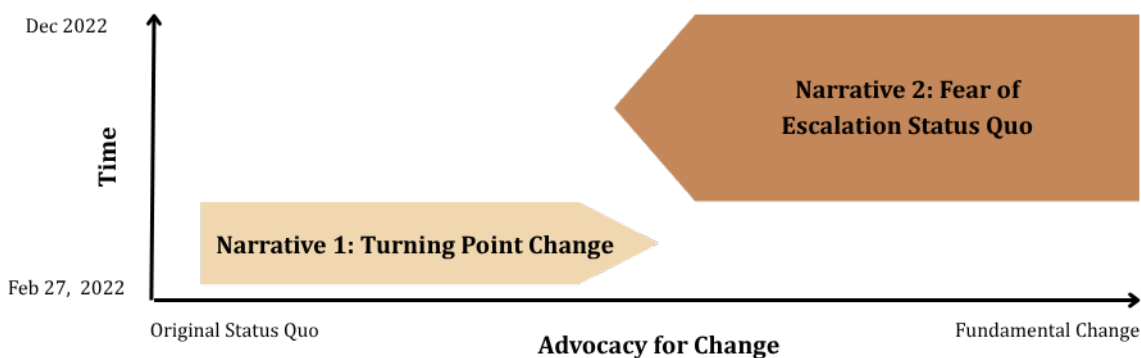 Dec 2022
Narrative 2: Fear of
Escalation Status Quo
Time
Narrative 1: Turning Point Change
Feb 27, 2022
Original Status Quo
Fundamental Change
Advocacy for Change